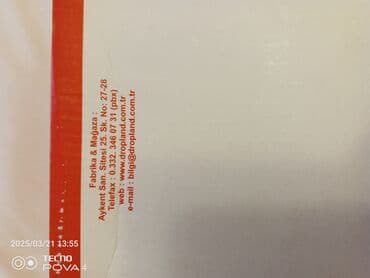 Fabrika & Mağaza :
Aykent San. Sitesi 25. Sk. No: 27-28
Telefax : 0.332. 346 07 31 (pbx)
web : www.dropland.com.tr
e-mail : bilgi@dropland.com.tr
2025/03/21 13:55
TECNO
POVA 4